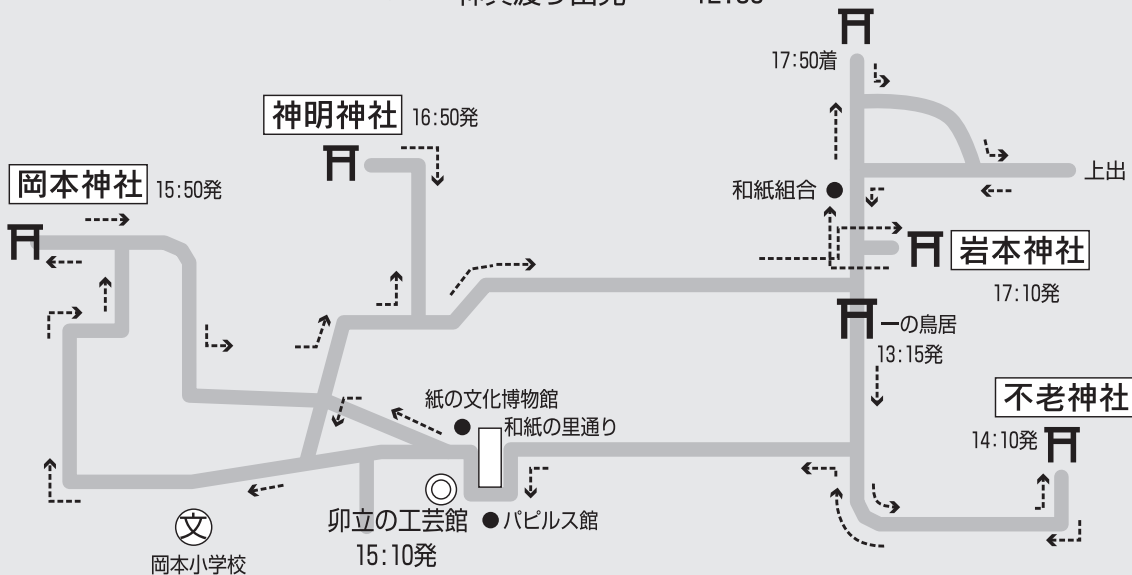 17:50着
神明神社
16:50発
岡本神社
15:50発
上出
和紙組合
岩本神社
17:10発
一の鳥居
13:15発
不老神社
14:10発
紙の文化博物館
和紙の里通り
卯立の工芸館
15:10発
パピルス館
文
岡本小学校